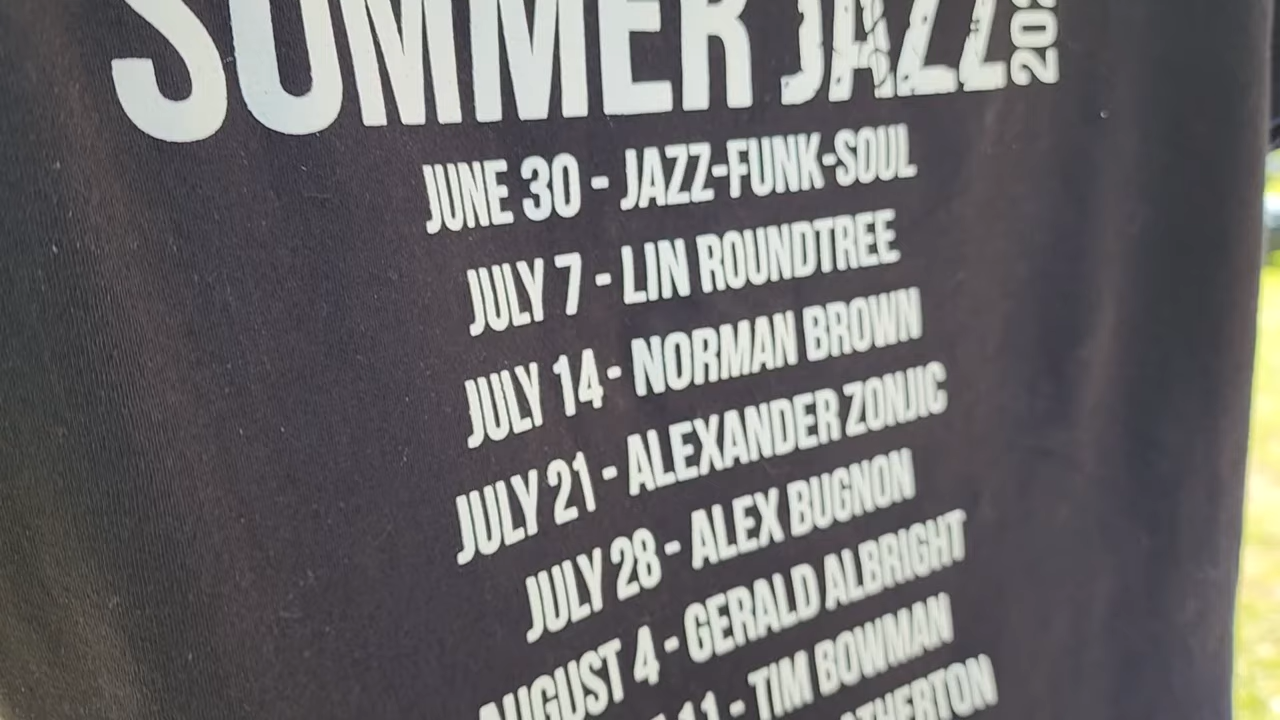 SUMMER JAZZ
JUNE 30 - JAZZ-FUNK-SOUL
JULY 7 - LIN ROUNDTREE
JULY 14 - NORMAN BROWN
JULY 21 - ALEXANDER ZONJIC
JULY 28 - ALEX BUGNON
AUGUST 4 - GERALD ALBRIGHT
11 - TIM BOWMAN